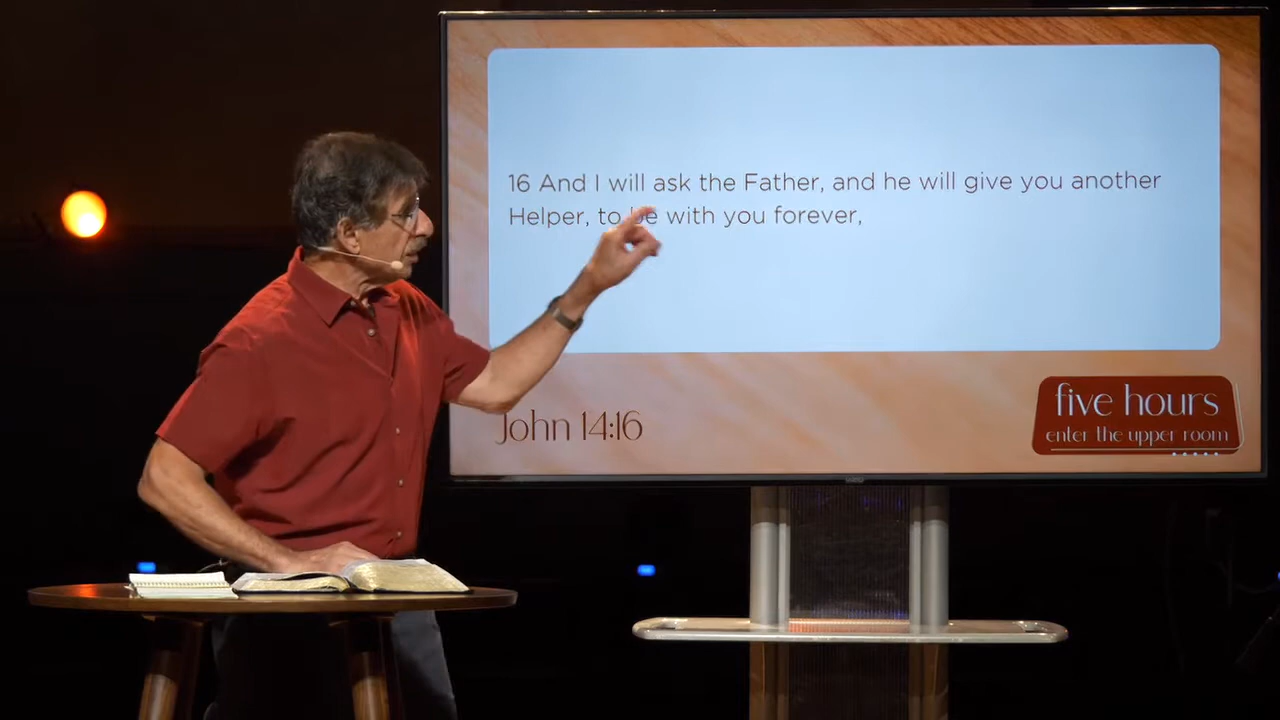 16 And I will ask the Father, and he will give you another
Helper, to be with you forever,
John 14:16
five hours
enter the upper room